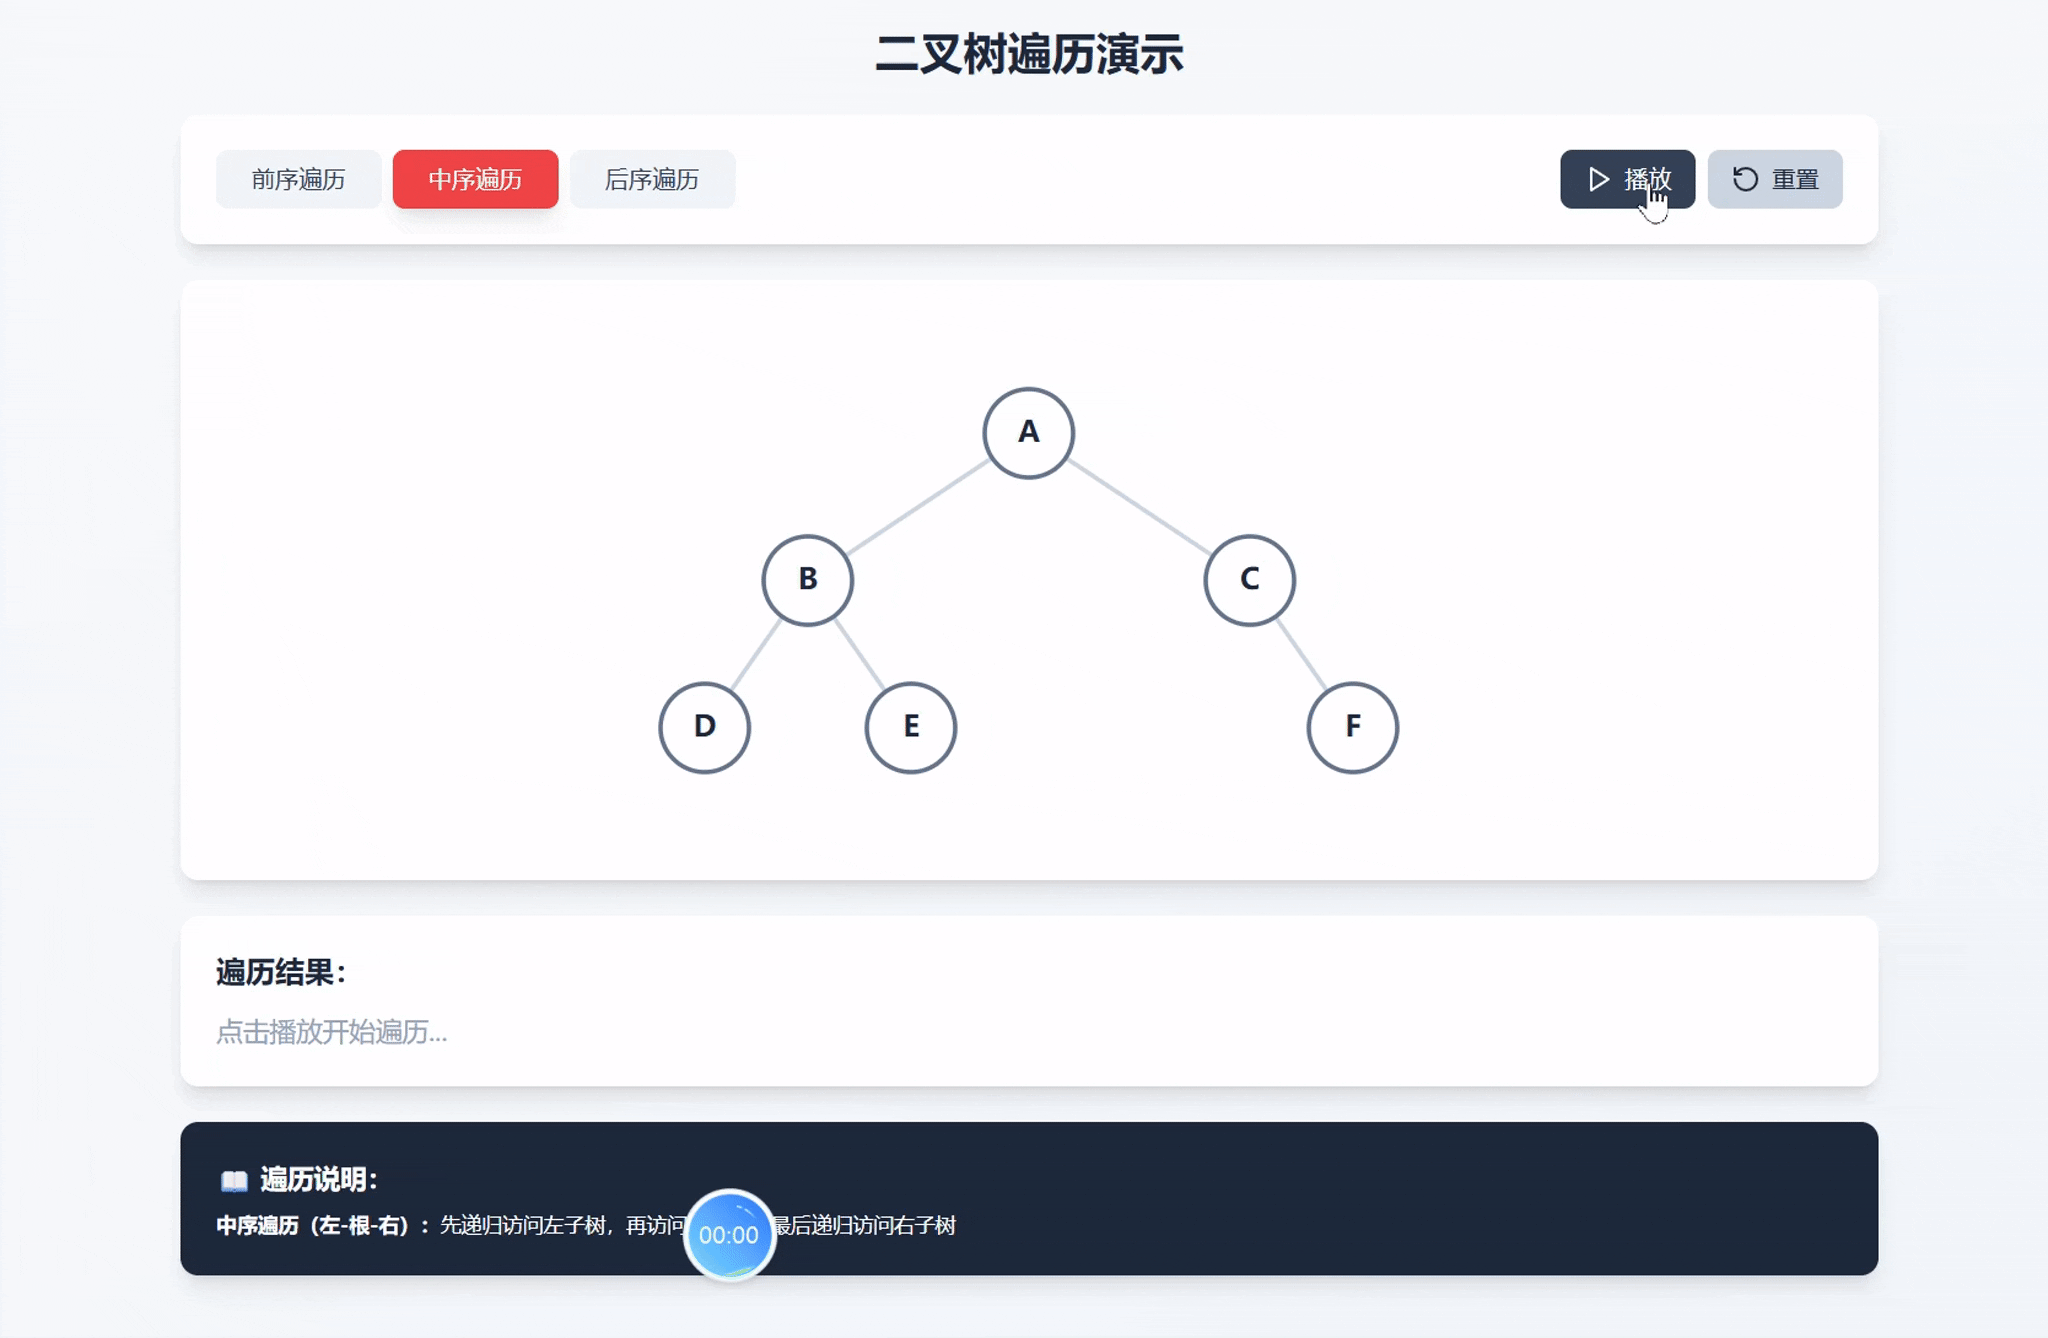 二叉树遍历演示
前序遍历 中序遍历 后序遍历 播放 重置
A
B C
D E F
遍历结果：
点击播放开始遍历...
遍历说明：
中序遍历（左-根-右）：先递归访问左子树，再访问 最后递归访问右子树
00:00